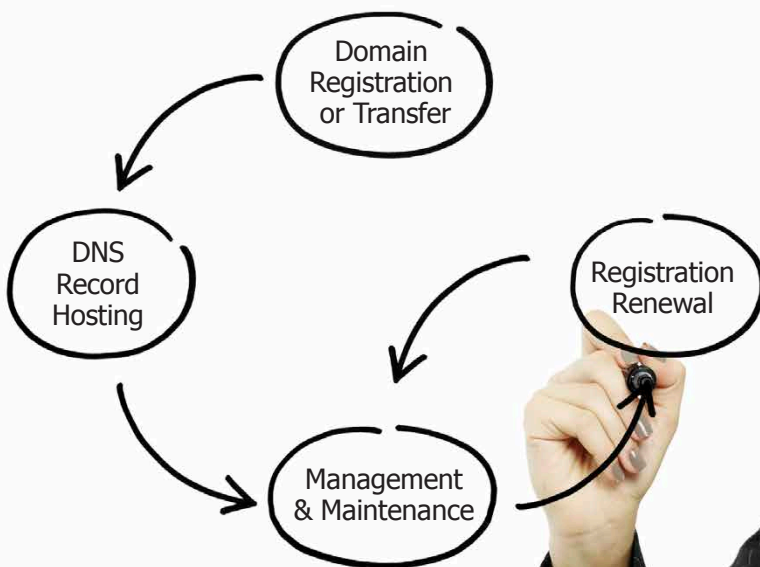 Domain
Registration
or Transfer
DNS
Record
Hosting
Registration
Renewal
Management
& Maintenance